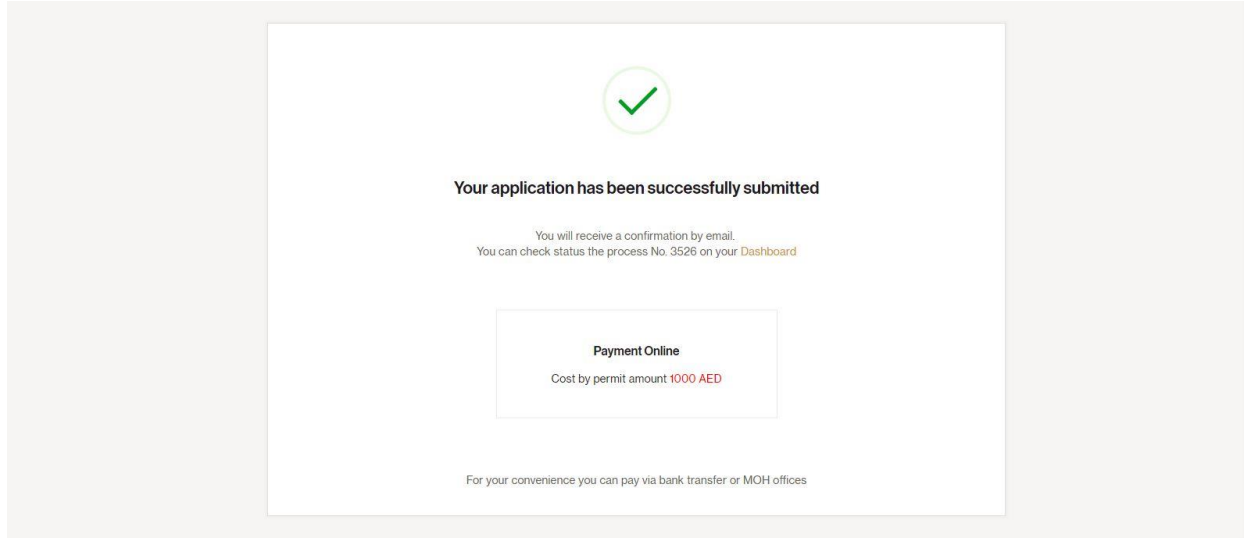 Your application has been successfully submitted
You will receive a confirmation by email.
You can check status the process No. 3526 on your Dashboard
Payment Online
Cost by permit amount 1000 AED
For your convenience you can pay via bank transfer or MOH offices